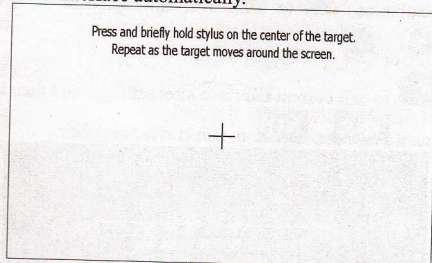 automatically.
Press and briefly hold stylus on the center of the target.
Repeat as the target moves around the screen.